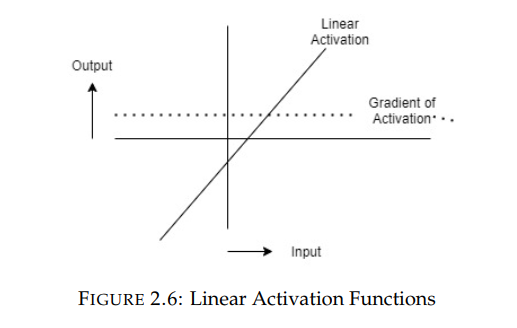 Linear
Activation
Output
Gradient of
Activation
Input
FIGURE 2.6: Linear Activation Functions